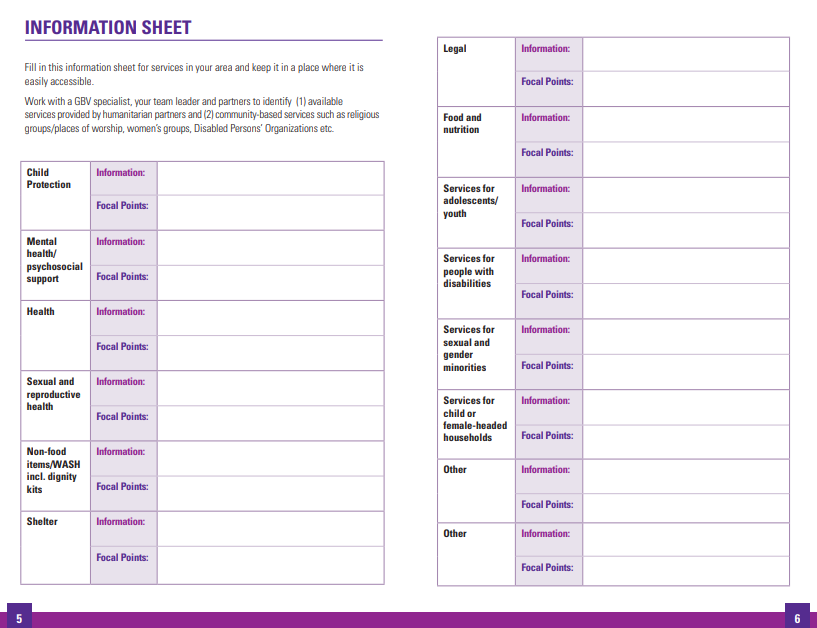 INFORMATION SHEET
Fill in this information sheet for services in your area and keep it in a place where it is
easily accessible.
Work with a GBV specialist, your team leader and partners to identify (1) available
services provided by humanitarian partners and (2) community-based services such as religious
groups/places of worship, women's groups, Disabled Persons' Organizations etc.
Child
Protection
Information:
Focal Points:
Mental
health/
psychosocial
support
Information:
Focal Points:
Health
Information:
Focal Points:
Sexual and
reproductive
health
Information:
Focal Points:
Non-food
items/WASH
incl. dignity
kits
Information:
Focal Points:
Shelter
Information:
Focal Points:
5
Legal
Information:
Focal Points:
Food and
nutrition
Information:
Focal Points:
Services for
adolescents/
youth
Information:
Focal Points:
Services for
people with
disabilities
Information:
Focal Points:
Services for
sexual and
gender
minorities
Information:
Focal Points:
Services for
child or
female-headed
households
Information:
Focal Points:
Other
Information:
Focal Points:
Other
Information:
Focal Points:
6